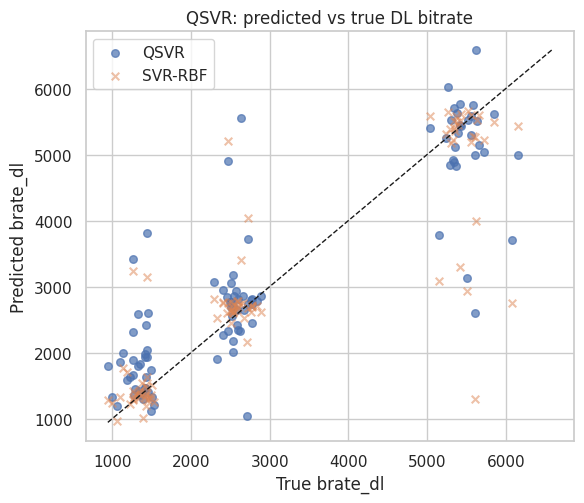 QSVR: predicted vs true DL bitrate
QSVR
SVR-RBF
Predicted brate_dl
6000
5000
4000
3000
2000
1000
1000 2000 3000 4000 5000 6000
True brate_dl